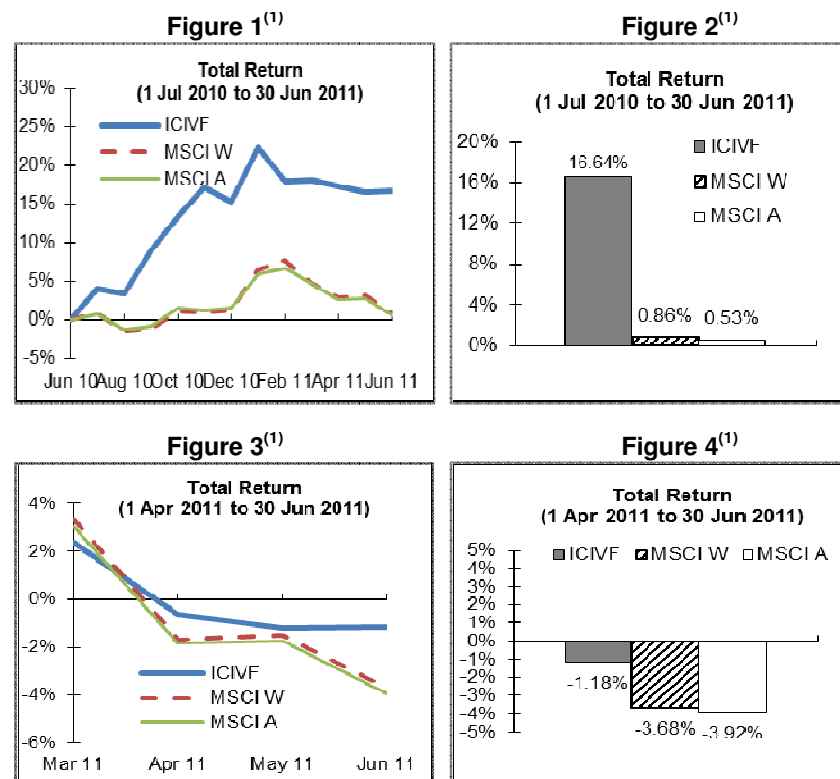 Figure 1(1)
Total Return
(1 Jul 2010 to 30 Jun 2011)
30%
25%
20%
15%
10%
5%
0%
-5%
ICIVF
MSCI W
MSCI A
Jun 10 Aug 10 Oct 10 Dec 10 Feb 11 Apr 11 Jun 11
Figure 2(1)
Total Return
(1 Jul 2010 to 30 Jun 2011)
20%
16%
12%
8%
4%
0%
16.64%
0.86%
0.53%
ICIVF
MSCI W
MSCI A
Figure 3(1)
Total Return
(1 Apr 2011 to 30 Jun 2011)
4%
2%
0%
-2%
-4%
-6%
ICIVF
MSCI W
MSCI A
Mar 11 Apr 11 May 11 Jun 11
Figure 4(1)
Total Return
(1 Apr 2011 to 30 Jun 2011)
ICIVF MSCI W MSCI A
5%
4%
3%
2%
1%
0%
-1%
-2%
-3%
-4%
-5%
-1.18%
-3.68%
-3.92%